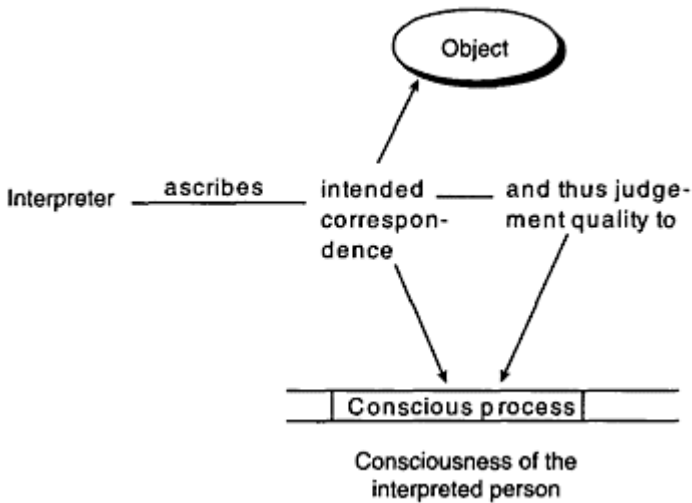 Object
Interpreter
ascribes
intended
correspon-
dence
and thus judge-
ment quality to
Conscious process
Consciousness of the
interpreted person